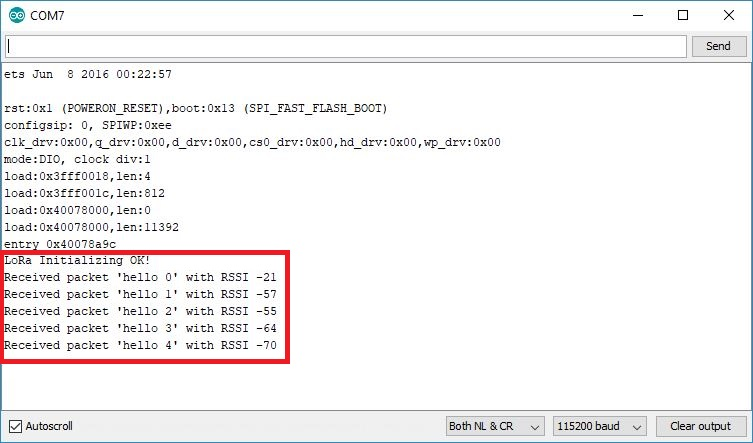 COM7
Send
ets Jun  8 2016 00:22:57
rst:0x1 (POWERON_RESET),boot:0x13 (SPI_FAST_FLASH_BOOT)
configsip: 0, SPIWP:0xee
clk_drv:0x00,q_drv:0x00,d_drv:0x00,cs0_drv:0x00,hd_drv:0x00,wp_drv:0x00
mode:DIO, clock div:1
load:0x3fff0018,len:4
load:0x3fff001c,len:812
load:0x40078000,len:0
load:0x40078000,len:11392
entry 0x40078a9c
LoRa Initializing OK!
Received packet 'hello 0' with RSSI -21
Received packet 'hello 1' with RSSI -57
Received packet 'hello 2' with RSSI -55
Received packet 'hello 3' with RSSI -64
Received packet 'hello 4' with RSSI -70
Autoscroll
Both NL & CR
115200 baud
Clear output